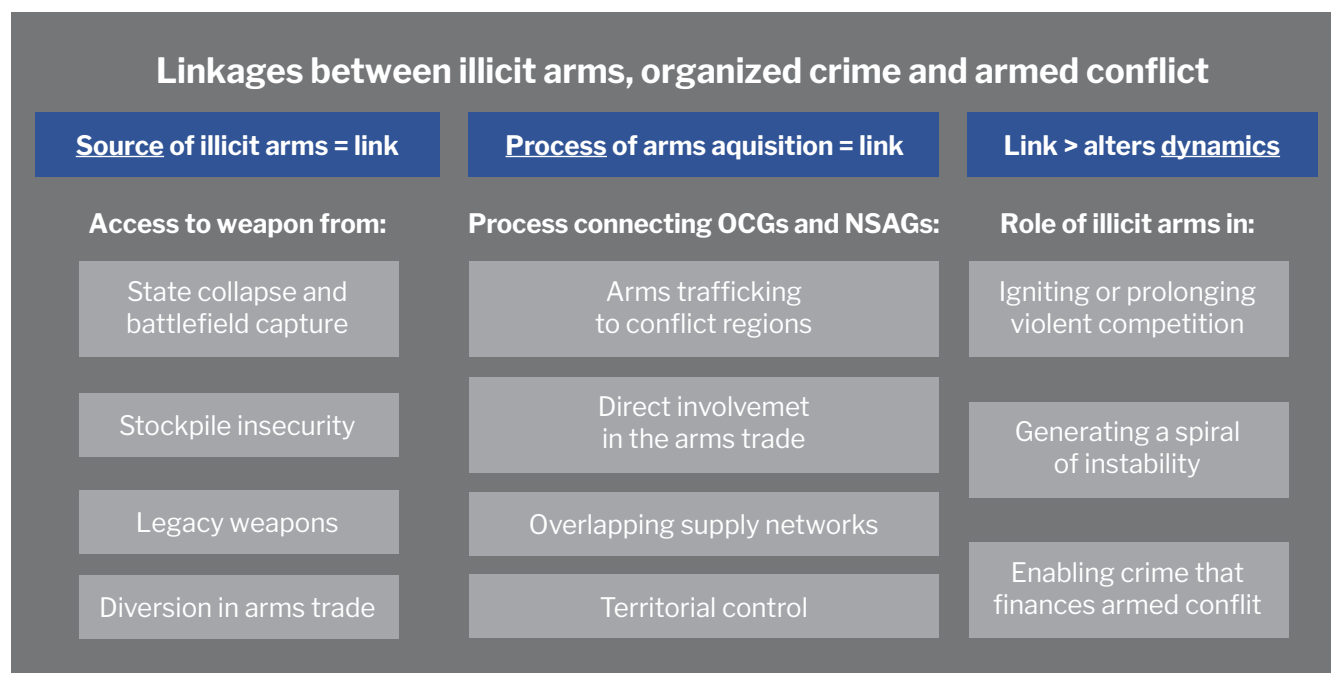 Linkages between illicit arms, organized crime and armed conflict
Source of illicit arms = link
Access to weapon from:
State collapse and
battlefield capture
Stockpile insecurity
Legacy weapons
Diversion in arms trade
Process of arms aquisition = link
Process connecting OCGs and NSAGs:
Arms trafficking
to conflict regions
Direct involvemet
in the arms trade
Overlapping supply networks
Territorial control
Link > alters dynamics
Role of illicit arms in:
Igniting or prolonging
violent competition
Generating a spiral
of instability
Enabling crime that
finances armed conflit